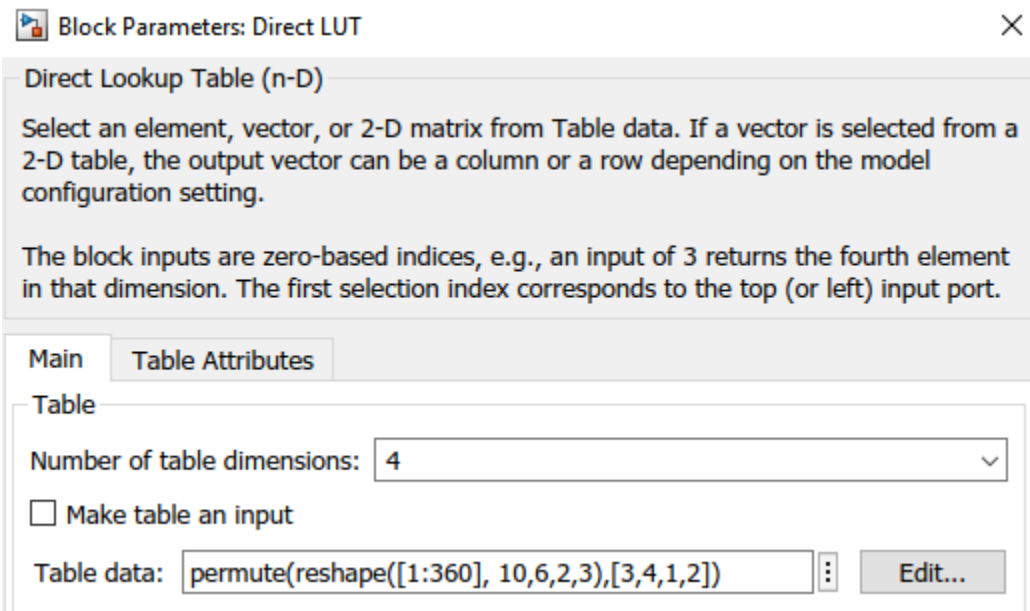 Block Parameters: Direct LUT
Direct Lookup Table (n-D)
Select an element, vector, or 2-D matrix from Table data. If a vector is selected from a
2-D table, the output vector can be a column or a row depending on the model
configuration setting.
The block inputs are zero-based indices, e.g., an input of 3 returns the fourth element
in that dimension. The first selection index corresponds to the top (or left) input port.
Main Table Attributes
Table
Number of table dimensions: 4
Make table an input
Table data: permute(reshape([1:360], 10,6,2,3),[3,4,1,2]) Edit...